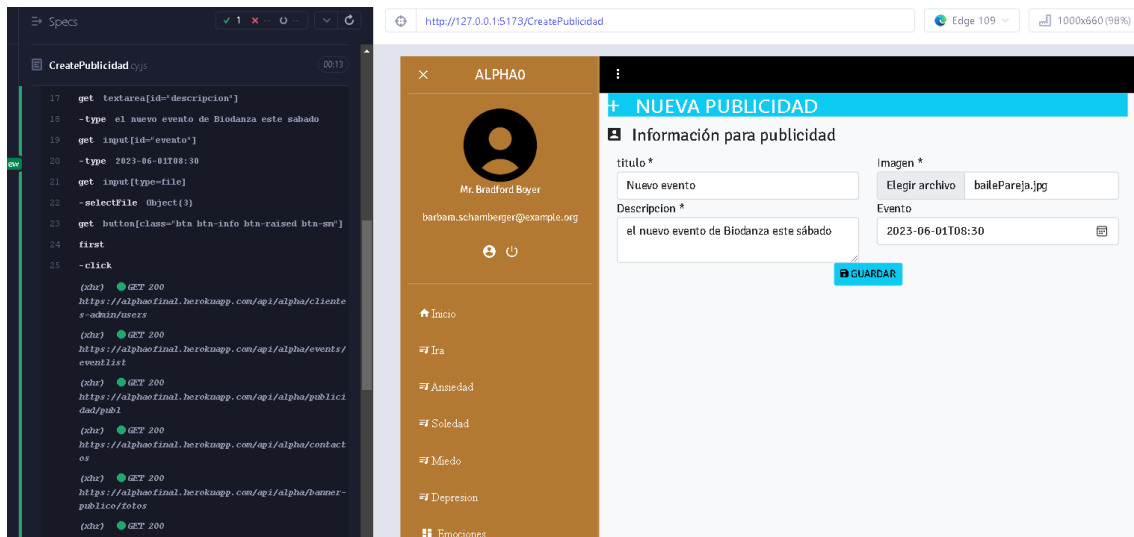 Specs
1
CreatePublicidad.cy.js
00:13
17 get textarea[id="descripcion"]
18 -type el nuevo evento de Biodanza este sabado
19 get input[id="evento"]
20 -type 2023-06-01T08:30
21 get input[type=file]
22 -selectFile Object{3}
23 get button[class="btn btn-info btn-raised btn-sm"]
24 first
25 -click
(xhr) GET 200
https://alphaofinal.herokuapp.com/api/alpha/cliente
s-admin/users
(xhr) GET 200
https://alphaofinal.herokuapp.com/api/alpha/events/
eventlist
(xhr) GET 200
https://alphaofinal.herokuapp.com/api/alpha/publici
dad/publ
(xhr) GET 200
https://alphaofinal.herokuapp.com/api/alpha/contact
os
(xhr) GET 200
https://alphaofinal.herokuapp.com/api/alpha/banner-
publico/fotos
(xhr) GET 200
ew
http://127.0.0.1:5173/CreatePublicidad
Edge 109
1000x660 (98%)
ALPHAO
Mr. Bradford Boyer
barbara.schamberger@example.org
Inicio
Ira
Ansiedad
Soledad
Miedo
Depresion
Emociones
+ NUEVA PUBLICIDAD
Información para publicidad
titulo *
Nuevo evento
Imagen *
Elegir archivo bailePareja.jpg
Descripcion *
el nuevo evento de Biodanza este sábado
Evento
2023-06-01T08:30
GUARDAR